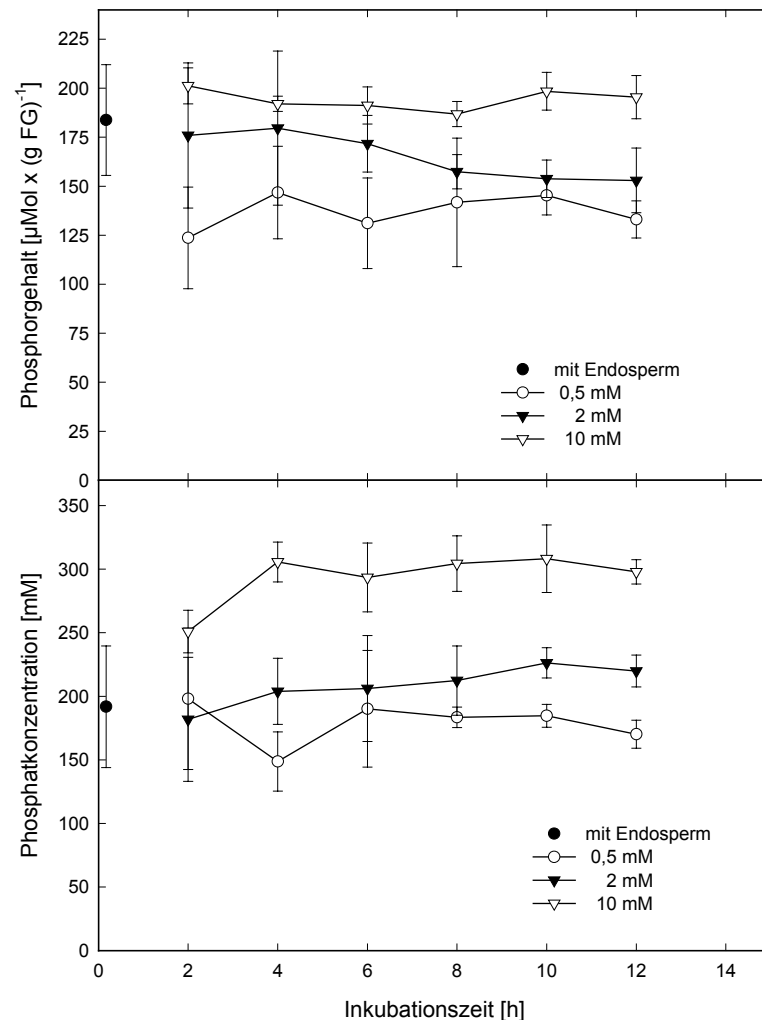 Phosphorgehalt [µMol x (g FG)⁻¹]
225
200
175
150
125
100
75
50
25
0
mit Endosperm
0,5 mM
2 mM
10 mM
Phosphatkonzentration [mM]
350
300
250
200
150
100
50
0
mit Endosperm
0,5 mM
2 mM
10 mM
0 2 4 6 8 10 12
Inkubationszeit [h]